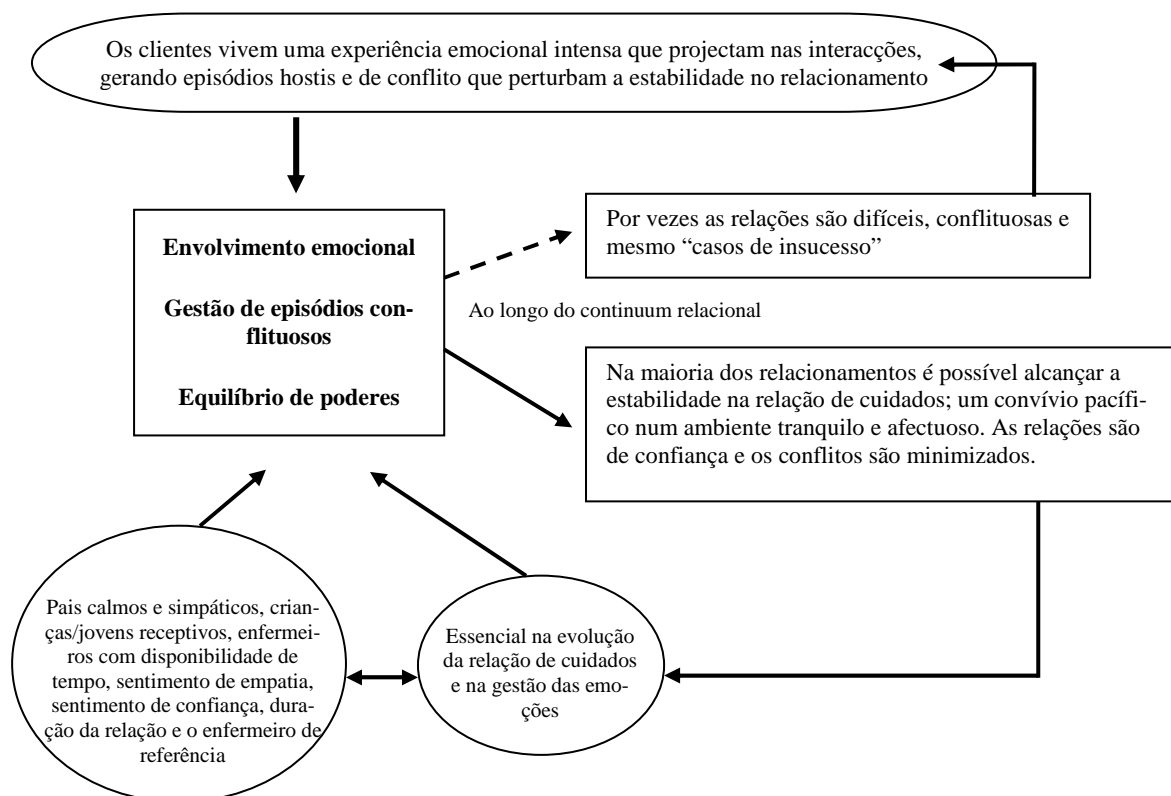 Os clientes vivem uma experiência emocional intensa que projectam nas interacções,
gerando episódios hostis e de conflito que perturbam a estabilidade no relacionamento
Por vezes as relações são difíceis, conflituosas e
mesmo “casos de insucesso”
Envolvimento emocional
Gestão de episódios con-
flituosos
Equilíbrio de poderes
Ao longo do continuum relacional
Na maioria dos relacionamentos é possível alcançar a
estabilidade na relação de cuidados; um convívio pacífi-
co num ambiente tranquilo e afectuoso. As relações são
de confiança e os conflitos são minimizados.
Pais calmos e simpáticos, crian-
ças/jovens receptivos, enfermei-
ros com disponibilidade de
tempo, sentimento de empatia,
sentimento de confiança, dura-
ção da relação e o enfermeiro de
referência
Essencial na evolução
da relação de cuidados
e na gestão das emo-
ções